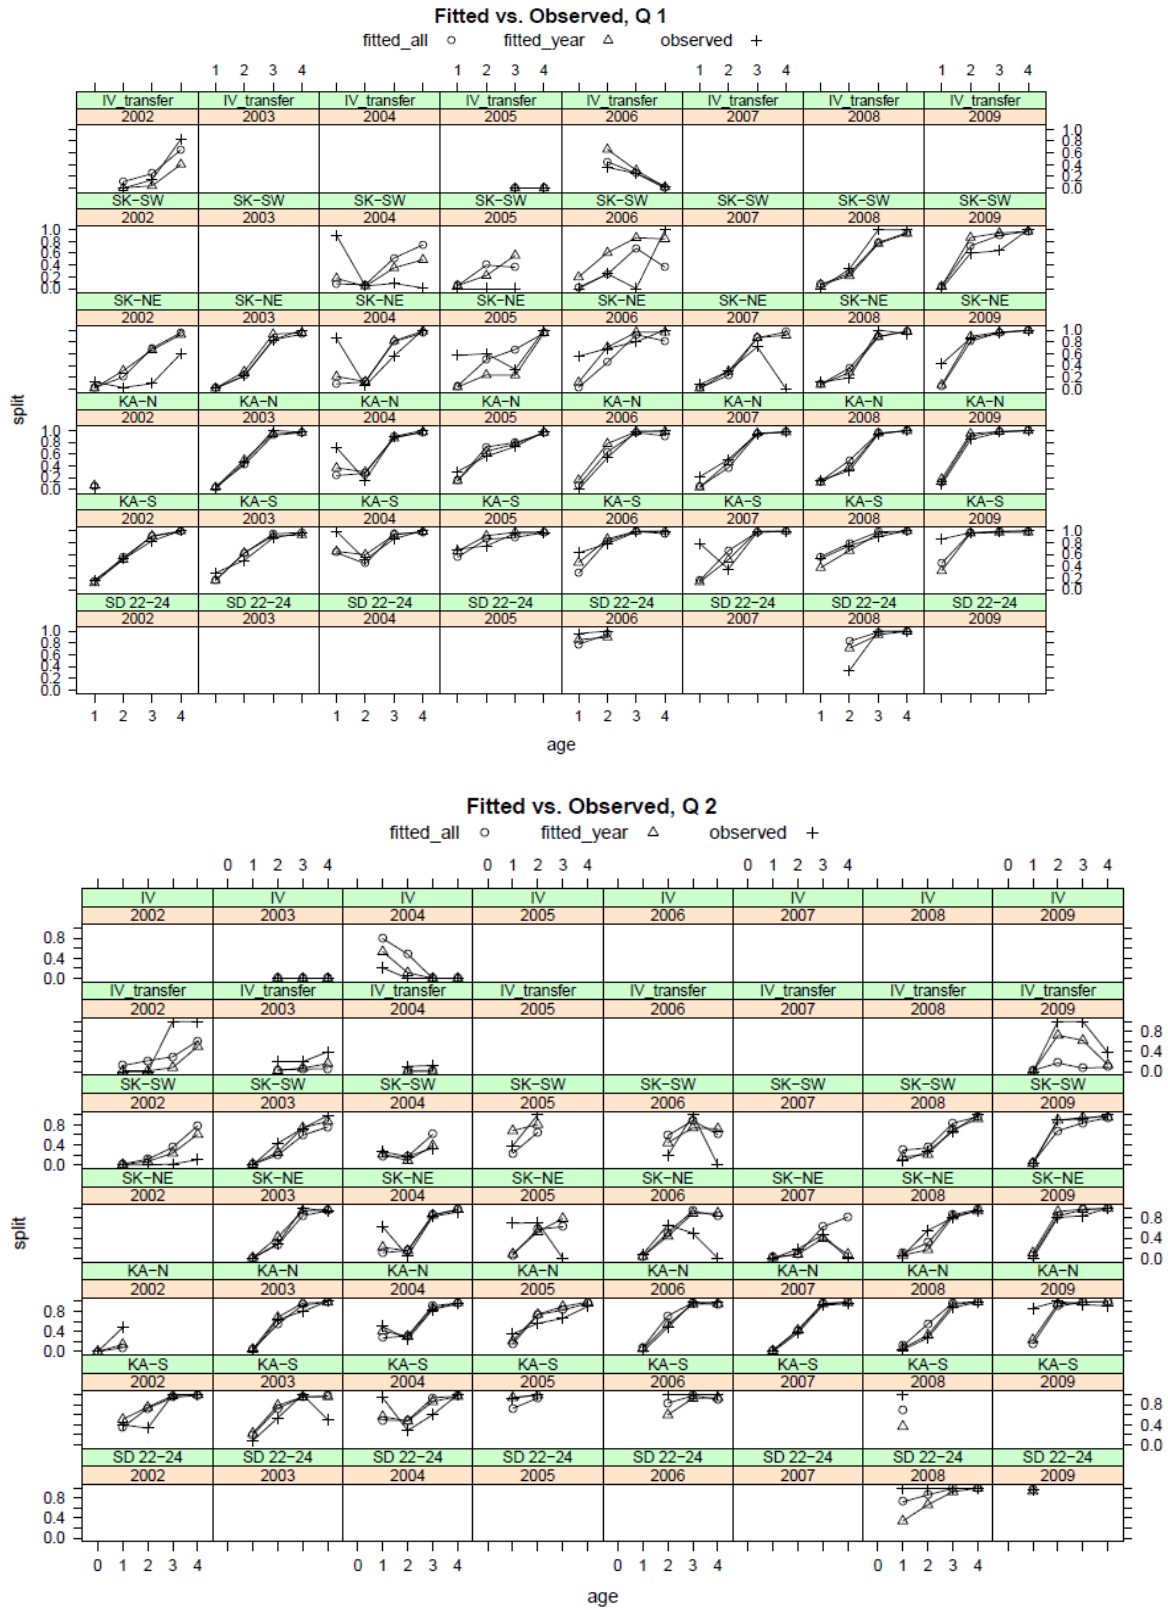 Fitted vs. Observed, Q 1
fitted_all fitted_year observed
1 2 3 4 1 2 3 4 1 2 3 4 1 2 3 4
IV_transfer IV_transfer IV_transfer IV_transfer IV_transfer IV_transfer IV_transfer IV_transfer
2002 2003 2004 2005 2006 2007 2008 2009
1.0
0.8
0.6
0.4
0.2
0.0
SK-SW SK-SW SK-SW SK-SW SK-SW SK-SW SK-SW SK-SW
2002 2003 2004 2005 2006 2007 2008 2009
1.0
0.8
0.6
0.4
0.2
0.0
SK-NE SK-NE SK-NE SK-NE SK-NE SK-NE SK-NE SK-NE
2002 2003 2004 2005 2006 2007 2008 2009
1.0
0.8
0.6
0.4
0.2
0.0
split
KA-N KA-N KA-N KA-N KA-N KA-N KA-N KA-N
2002 2003 2004 2005 2006 2007 2008 2009
1.0
0.8
0.6
0.4
0.2
0.0
KA-S KA-S KA-S KA-S KA-S KA-S KA-S KA-S
2002 2003 2004 2005 2006 2007 2008 2009
1.0
0.8
0.6
0.4
0.2
0.0
SD 22-24 SD 22-24 SD 22-24 SD 22-24 SD 22-24 SD 22-24 SD 22-24 SD 22-24
2002 2003 2004 2005 2006 2007 2008 2009
1.0
0.8
0.6
0.4
0.2
0.0
1 2 3 4 1 2 3 4 1 2 3 4 1 2 3 4
age
Fitted vs. Observed, Q 2
fitted_all fitted_year observed
0 1 2 3 4 0 1 2 3 4 0 1 2 3 4 0 1 2 3 4
IV IV IV IV IV IV IV IV
2002 2003 2004 2005 2006 2007 2008 2009
0.8
0.4
0.0
IV_transfer IV_transfer IV_transfer IV_transfer IV_transfer IV_transfer IV_transfer IV_transfer
2002 2003 2004 2005 2006 2007 2008 2009
0.8
0.4
0.0
SK-SW SK-SW SK-SW SK-SW SK-SW SK-SW SK-SW SK-SW
2002 2003 2004 2005 2006 2007 2008 2009
0.8
0.4
0.0
SK-NE SK-NE SK-NE SK-NE SK-NE SK-NE SK-NE SK-NE
2002 2003 2004 2005 2006 2007 2008 2009
0.8
0.4
0.0
split
KA-N KA-N KA-N KA-N KA-N KA-N KA-N KA-N
2002 2003 2004 2005 2006 2007 2008 2009
0.8
0.4
0.0
KA-S KA-S KA-S KA-S KA-S KA-S KA-S KA-S
2002 2003 2004 2005 2006 2007 2008 2009
0.8
0.4
0.0
SD 22-24 SD 22-24 SD 22-24 SD 22-24 SD 22-24 SD 22-24 SD 22-24 SD 22-24
2002 2003 2004 2005 2006 2007 2008 2009
0.8
0.4
0.0
0 1 2 3 4 0 1 2 3 4 0 1 2 3 4 0 1 2 3 4
age